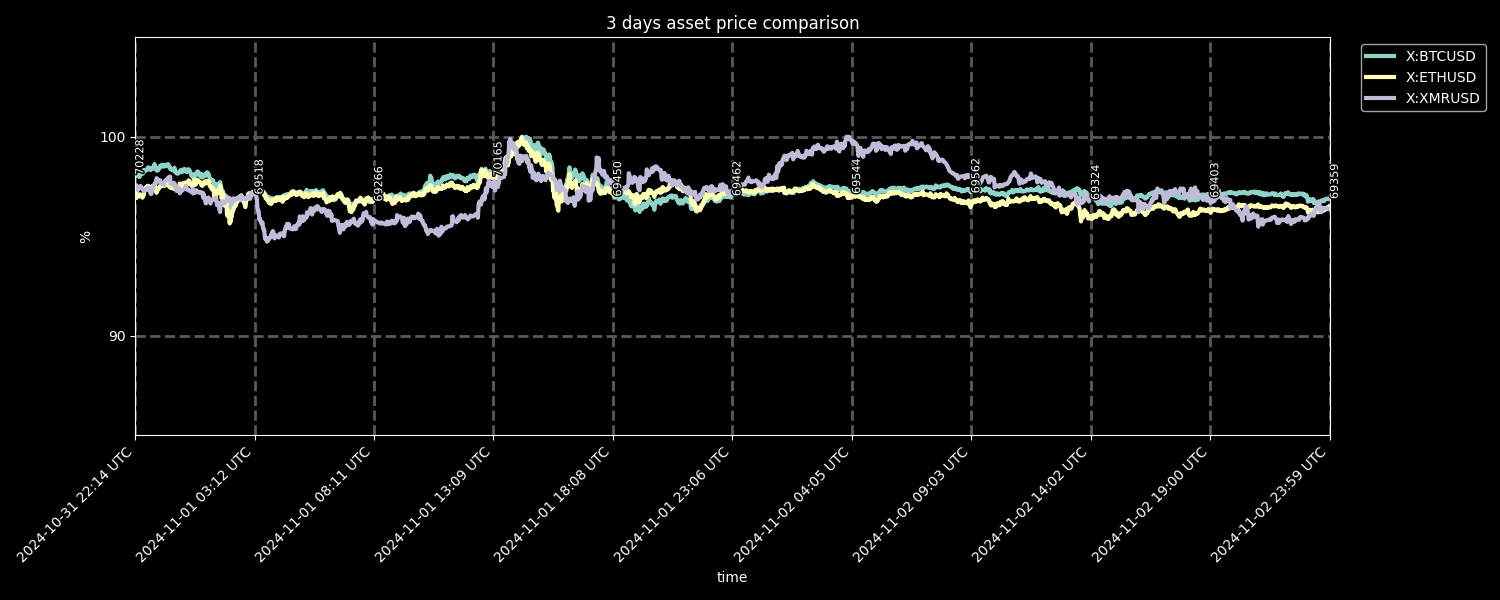 3 days asset price comparison
X:BTCUSD
X:ETHUSD
X:XMRUSD
100
90
%
70228
69518
69266
70165
69450
69462
69544
69562
69324
69403
69359
2024-10-31 22:14 UTC
2024-11-01 03:12 UTC
2024-11-01 08:11 UTC
2024-11-01 13:09 UTC
2024-11-01 18:08 UTC
2024-11-01 23:06 UTC
2024-11-02 04:05 UTC
2024-11-02 09:03 UTC
2024-11-02 14:02 UTC
2024-11-02 19:00 UTC
2024-11-02 23:59 UTC
time